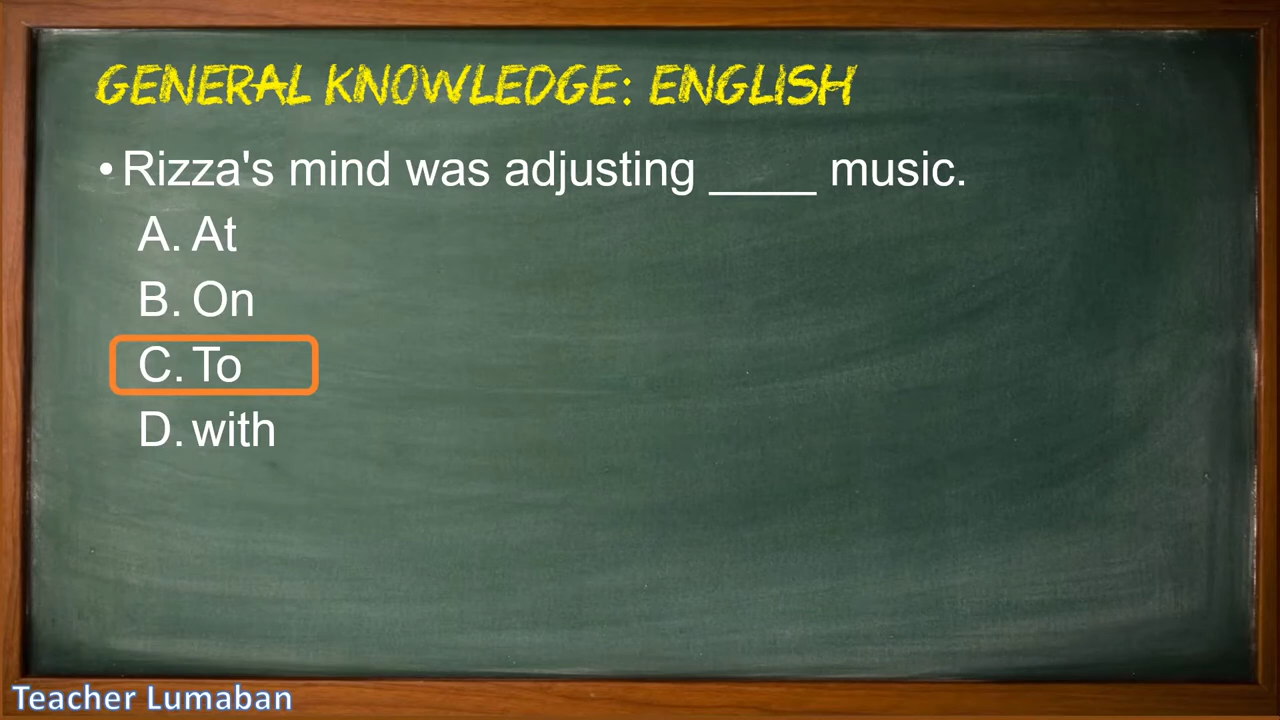 GENERAL KNOWLEDGE: ENGLISH
• Rizza's mind was adjusting ____ music.
A. At
B. On
C. To
D. with
Teacher Lumaban